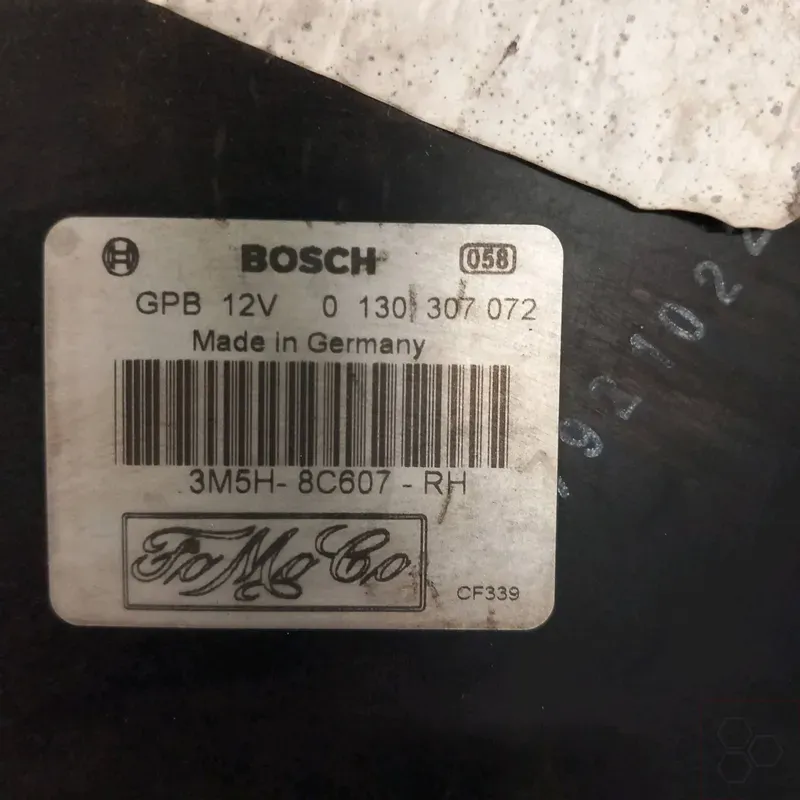 BOSCH 058
GPB 12V 0 130 307 072
Made in Germany
3M5H- 8C607 - RH
FoMoCo
CF339